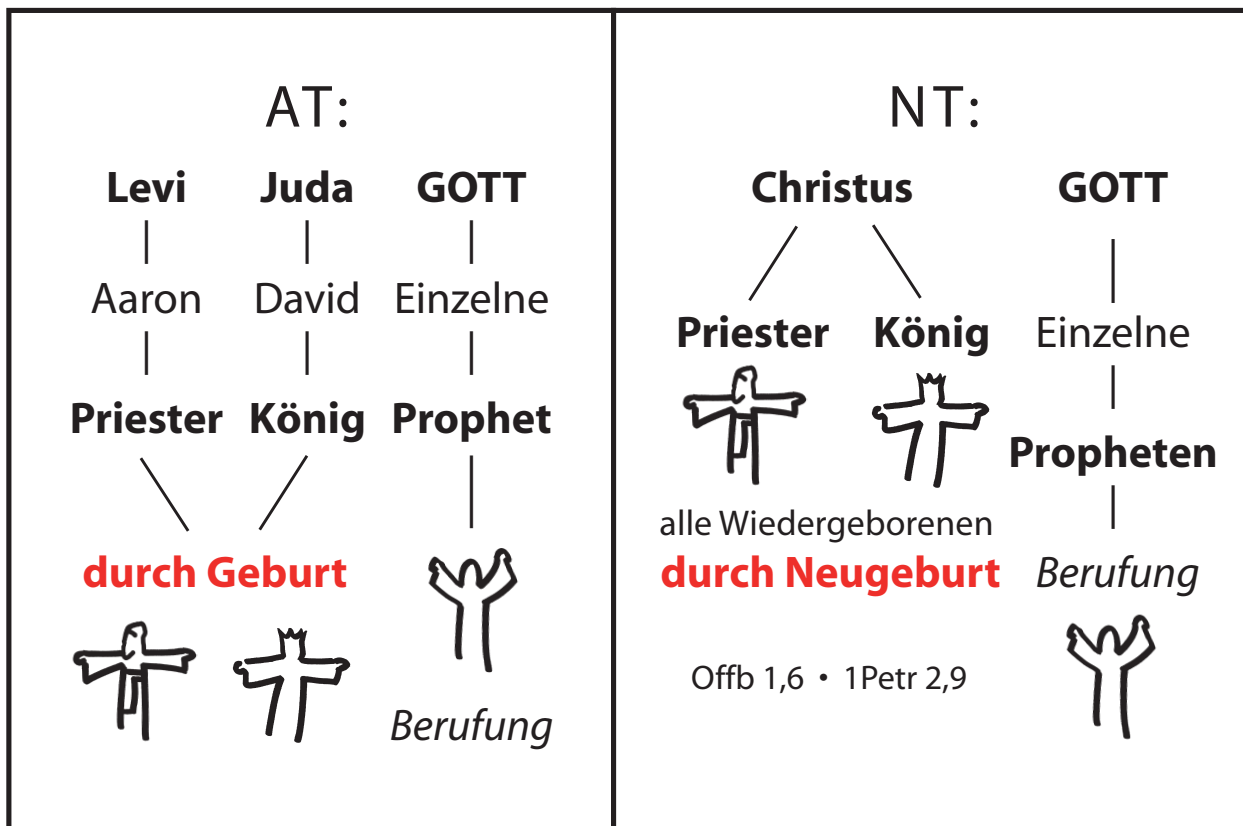 AT:
Levi Juda GOTT
Aaron David Einzelne
Priester König Prophet
durch Geburt
Berufung
NT:
Christus GOTT
Priester König Einzelne
Propheten
alle Wiedergeborenen
durch Neugeburt Berufung
Offb 1,6 • 1Petr 2,9